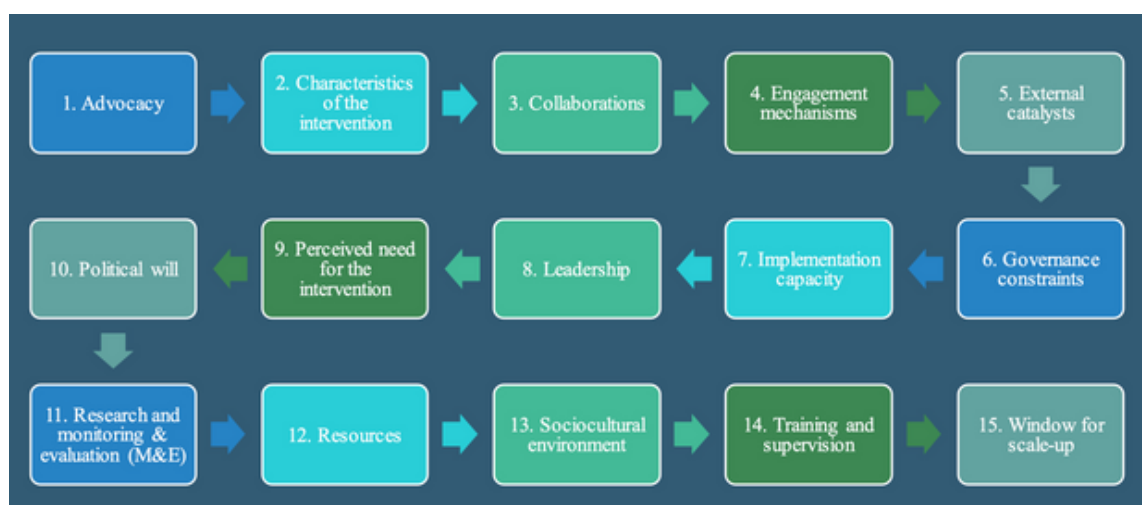 1. Advocacy
2. Characteristics
of the
intervention
3. Collaborations
4. Engagement
mechanisms
5. External
catalysts
6. Governance
constraints
7. Implementation
capacity
8. Leadership
9. Perceived need
for the
intervention
10. Political will
11. Research and
monitoring &
evaluation (M&E)
12. Resources
13. Sociocultural
environment
14. Training and
supervision
15. Window for
scale-up